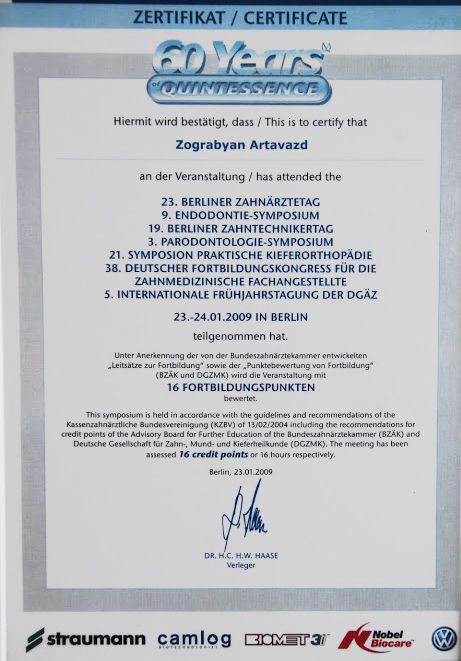 ZERTIFIKAT / CERTIFICATE
60 Years
of QUINTESSENCE
Hiermit wird bestätigt, dass / This is to certify that
Zograbyan Artavazd
an der Veranstaltung / has attended the
23. BERLINER ZAHNÄRZTETAG
9. ENDODONTIE-SYMPOSIUM
19. BERLINER ZAHNTECHNIKERTAG
3. PARODONTOLOGIE-SYMPOSIUM
21. SYMPOSION PRAKTISCHE KIEFERORTHOPÄDIE
38. DEUTSCHER FORTBILDUNGSKONGRESS FÜR DIE
ZAHNMEDIZINISCHE FACHANGESTELLTE
5. INTERNATIONALE FRÜHJAHRSTAGUNG DER DGÄZ
23.-24.01.2009 IN BERLIN
teilgenommen hat.
Unter Anerkennung der von der Bundeszahnärztekammer entwickelten
„Leitsätze zur Fortbildung" sowie der „Punktebewertung von Fortbildung"
(BZÄK und DGZMK) wird die Veranstaltung mit
16 FORTBILDUNGSPUNKTEN
bewertet.
This symposium is held in accordance with the guidelines and recommendations of the
Kassenzahnärztliche Bundesvereinigung (KZBV) of 13/02/2004 including the recommendations for
credit points of the Advisory Board for Further Education of the Bundeszahnärztekammer (BZÄK) and
Deutsche Gesellschaft für Zahn-, Mund- und Kieferheilkunde (DGZMK). The meeting has been
assessed 16 credit points or 16 hours respectively.
Berlin, 23.01.2009
DR. H.C. H.W. HAASE
Verleger
straumann camlog BIOMET 3i Nobel Biocare VW
BIOTECHNOLOGIES